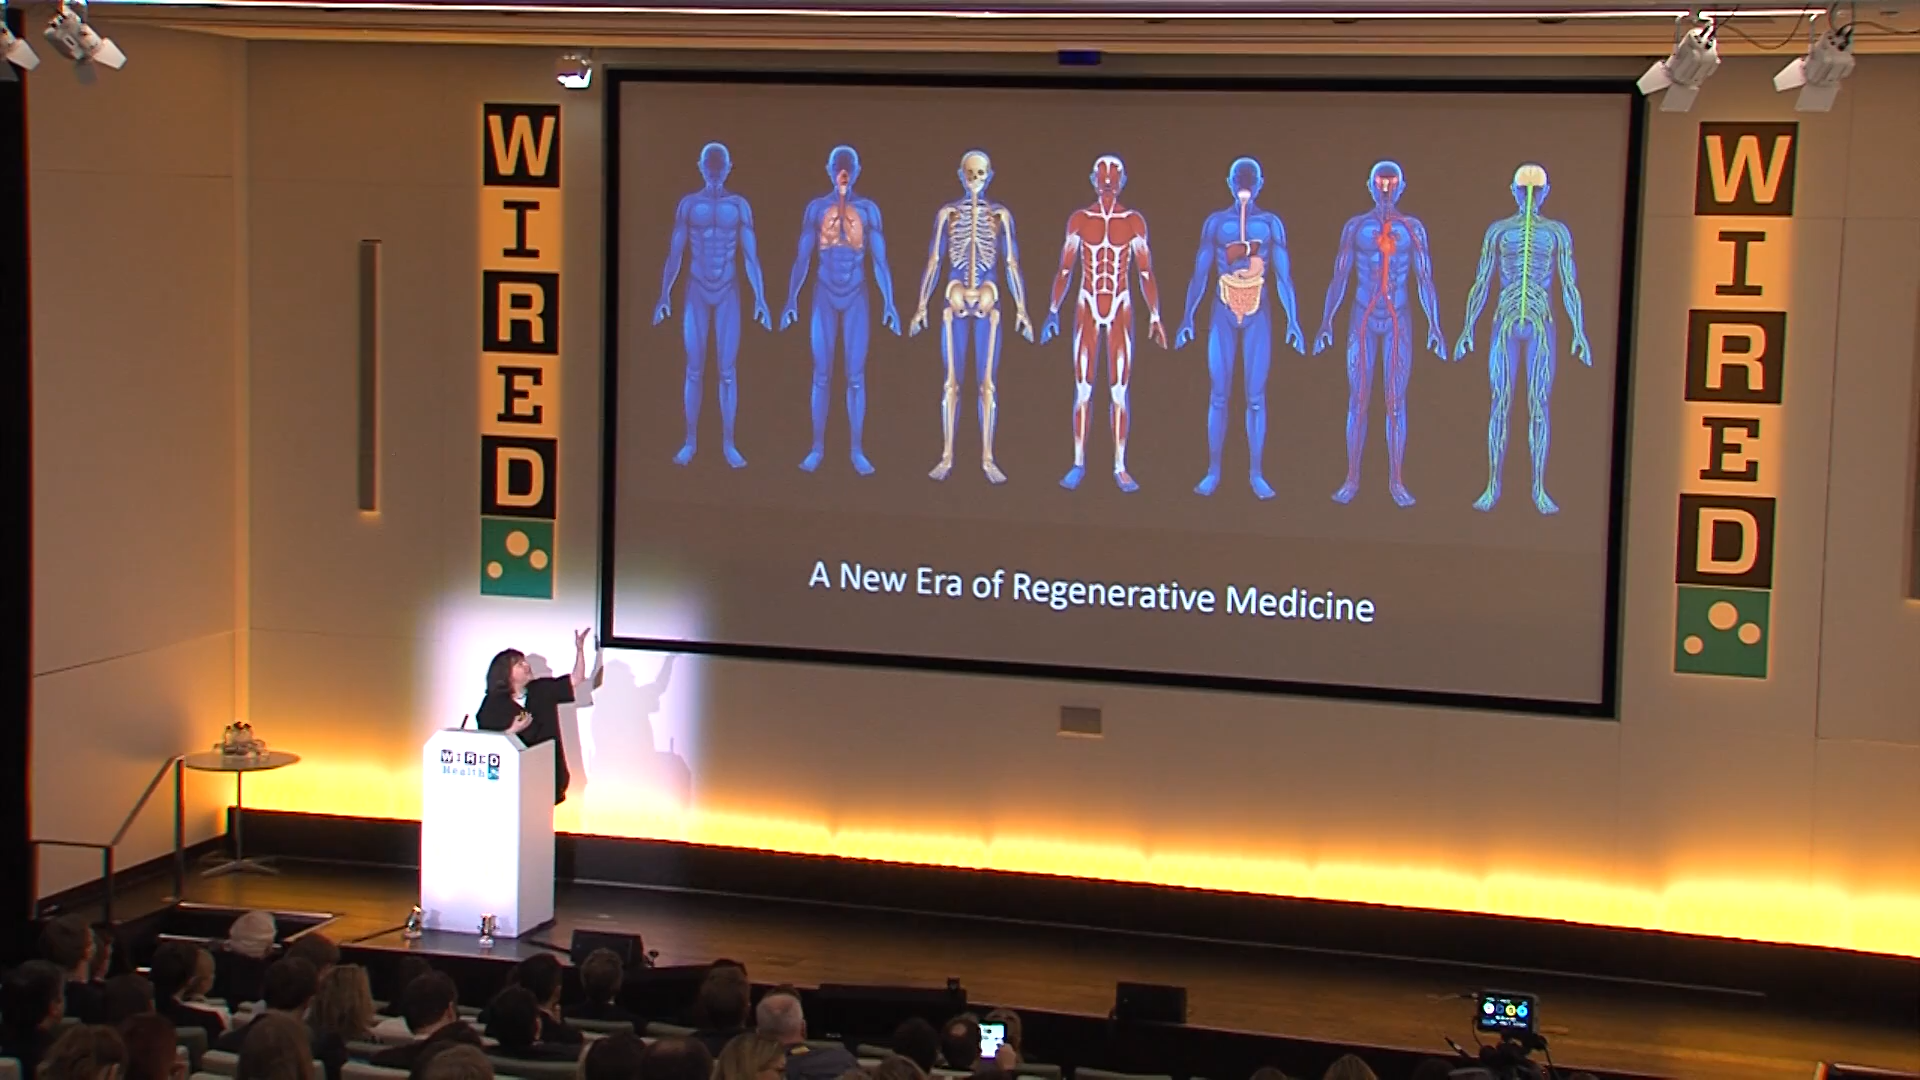 WIRED
WIRED
A New Era of Regenerative Medicine
WIRED
Health